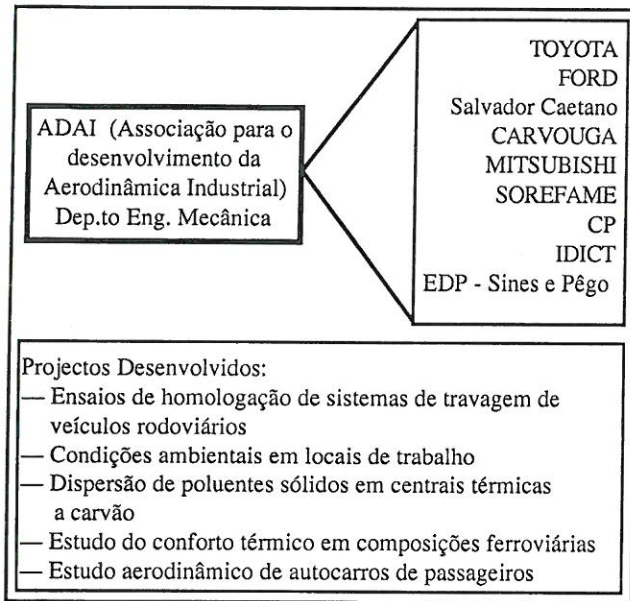 ADAI (Associação para o
desenvolvimento da
Aerodinâmica Industrial)
Dep.to Eng. Mecânica
TOYOTA
FORD
Salvador Caetano
CARVOUGA
MITSUBISHI
SOREFAME
CP
IDICT
EDP - Sines e Pêgo
Projectos Desenvolvidos:
— Ensaios de homologação de sistemas de travagem de
veículos rodoviários
— Condições ambientais em locais de trabalho
— Dispersão de poluentes sólidos em centrais térmicas
a carvão
— Estudo do conforto térmico em composições ferroviárias
— Estudo aerodinâmico de autocarros de passageiros